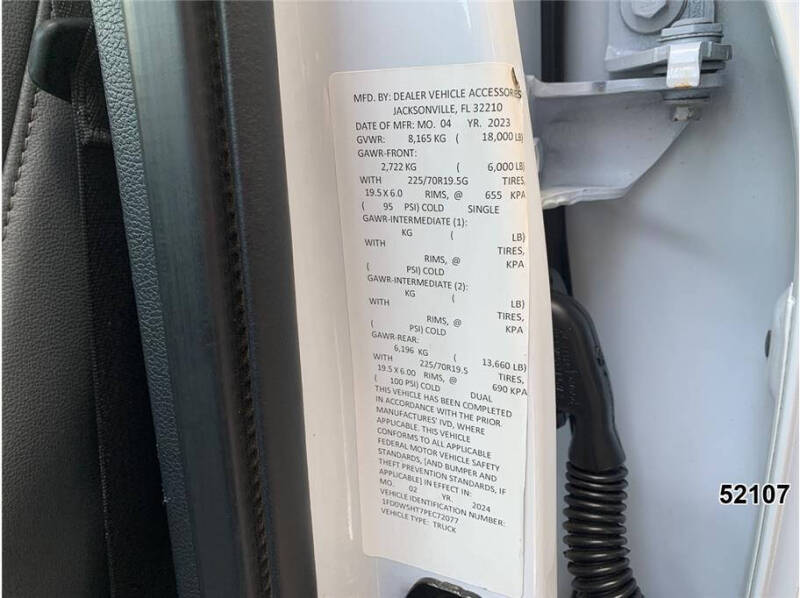 MFD. BY: DEALER VEHICLE ACCESSORIES
JACKSONVILLE, FL 32210
DATE OF MFR: MO. 04 YR. 2023
GVWR: 8,165 KG ( 18,000 LB)
GAWR-FRONT:
2,722 KG ( 6,000 LB)
WITH 225/70R19.5G TIRES,
19.5 X 6.0 RIMS, @ 655 KPA
( 95 PSI) COLD SINGLE
GAWR-INTERMEDIATE (1):
KG ( LB)
WITH TIRES,
RIMS, @ KPA
( PSI) COLD
GAWR-INTERMEDIATE (2):
KG ( LB)
WITH TIRES,
RIMS, @ KPA
( PSI) COLD
GAWR-REAR:
6,196 KG ( 13,660 LB)
WITH 225/70R19.5 TIRES,
19.5 X 6.00 RIMS, @ 690 KPA
( 100 PSI) COLD DUAL
THIS VEHICLE HAS BEEN COMPLETED
IN ACCORDANCE WITH THE PRIOR
MANUFACTURES' IVD, WHERE
APPLICABLE. THIS VEHICLE
CONFORMS TO ALL APPLICABLE
FEDERAL MOTOR VEHICLE SAFETY
STANDARDS, [AND BUMPER AND
THEFT PREVENTION STANDARDS, IF
APPLICABLE] IN EFFECT IN:
MO. 02 YR. 2024
VEHICLE IDENTIFICATION NUMBER:
1FD0W5HT7PEC72077
VEHICLE TYPE: TRUCK
52107